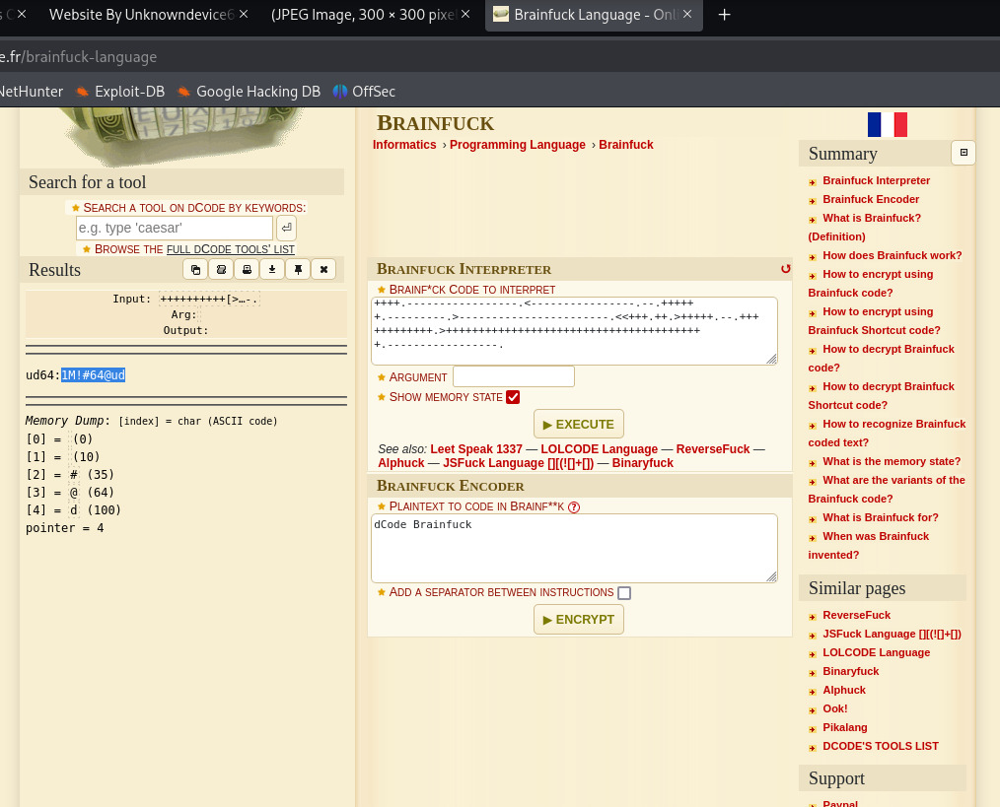 Website By Unknowndevice6
(JPEG Image, 300 × 300 pixel
Brainfuck Language - Onli
e.fr/brainfuck-language
NetHunter
Exploit-DB
Google Hacking DB
OffSec
Search for a tool
SEARCH A TOOL ON DCODE BY KEYWORDS:
e.g. type 'caesar'
BROWSE THE FULL DCODE TOOLS' LIST
Results
Input: ++++++++++[>…-.
Arg:
Output:
ud64:1M!#64@ud
Memory Dump: [index] = char (ASCII code)
[0] = (0)
[1] = (10)
[2] = # (35)
[3] = @ (64)
[4] = d (100)
pointer = 4
BRAINFUCK
Informatics › Programming Language › Brainfuck
BRAINFUCK INTERPRETER
BRAINF*CK CODE TO INTERPRET
++++.-----------------.<----------------.--.+++++
+.---------.>-----------------------.<<+++.++.>+++++.--.+++
+++++++++.>+++++++++++++++++++++++++++++++++++++++
+.-----------------.
ARGUMENT
SHOW MEMORY STATE
▶ EXECUTE
See also: Leet Speak 1337 — LOLCODE Language — ReverseFuck —
Alphuck — JSFuck Language [][(![]+[]) — Binaryfuck
BRAINFUCK ENCODER
PLAINTEXT TO CODE IN BRAINF**K ?
dCode Brainfuck
ADD A SEPARATOR BETWEEN INSTRUCTIONS
▶ ENCRYPT
Summary
Brainfuck Interpreter
Brainfuck Encoder
What is Brainfuck?
(Definition)
How does Brainfuck work?
How to encrypt using
Brainfuck code?
How to encrypt using
Brainfuck Shortcut code?
How to decrypt Brainfuck
code?
How to decrypt Brainfuck
Shortcut code?
How to recognize Brainfuck
coded text?
What is the memory state?
What are the variants of the
Brainfuck code?
What is Brainfuck for?
When was Brainfuck
invented?
Similar pages
ReverseFuck
JSFuck Language [][(![]+[])
LOLCODE Language
Binaryfuck
Alphuck
Ook!
Pikalang
DCODE'S TOOLS LIST
Support
Paypal